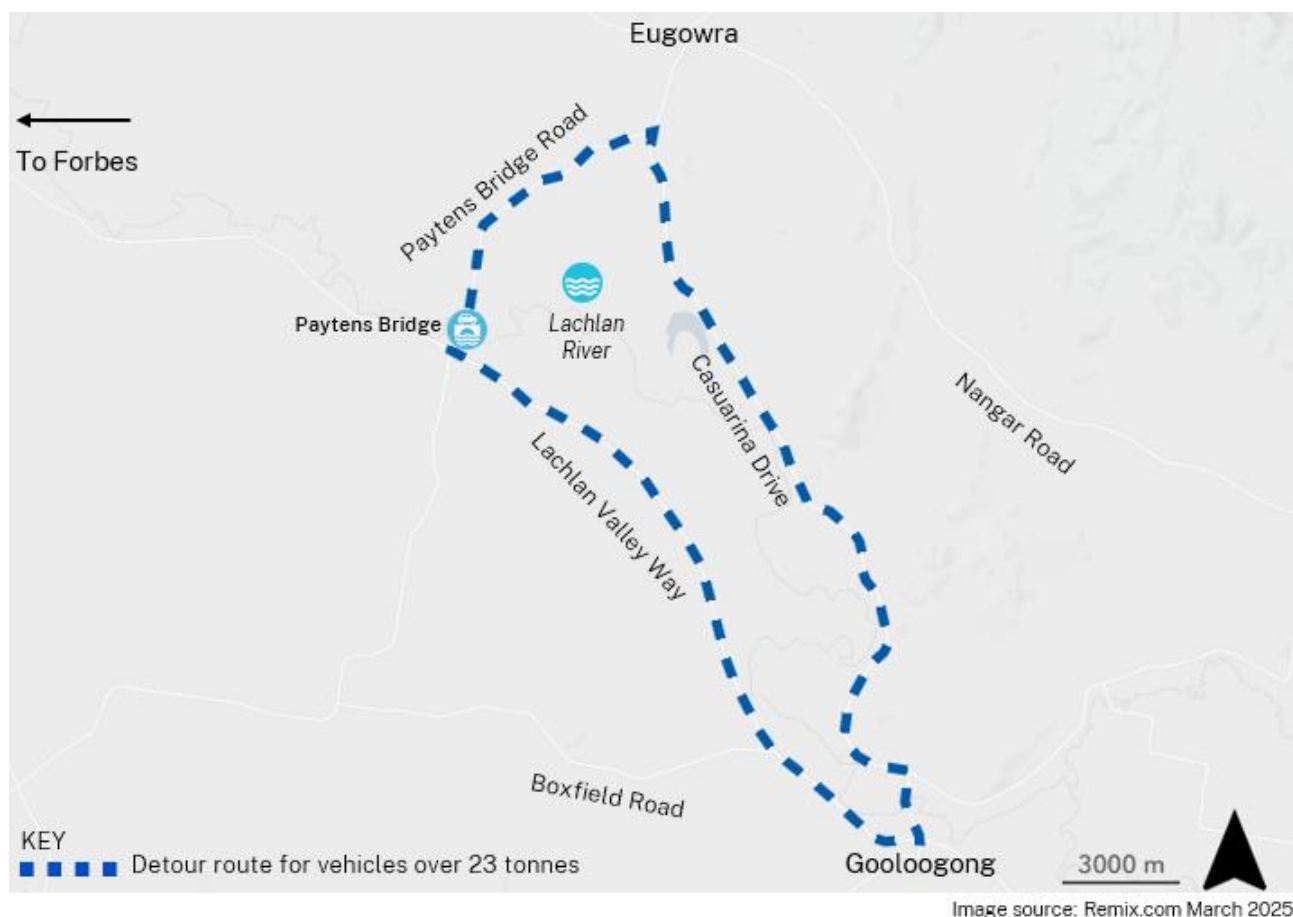 Eugowra
To Forbes
Paytens Bridge Road
Paytens Bridge
Lachlan
River
Casuarina Drive
Nangar Road
Lachlan Valley Way
Boxfield Road
KEY
Detour route for vehicles over 23 tonnes
Gooloogong
3000 m
Image source: Remix.com March 2025